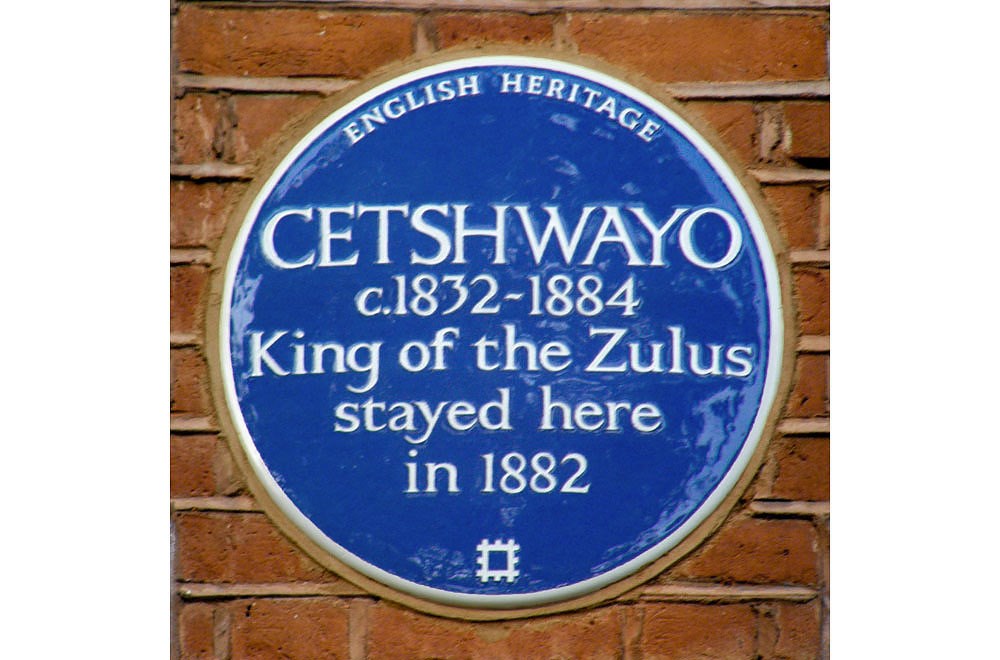 ENGLISH HERITAGE
CETSHWAYO
c.1832-1884
King of the Zulus
stayed here
in 1882